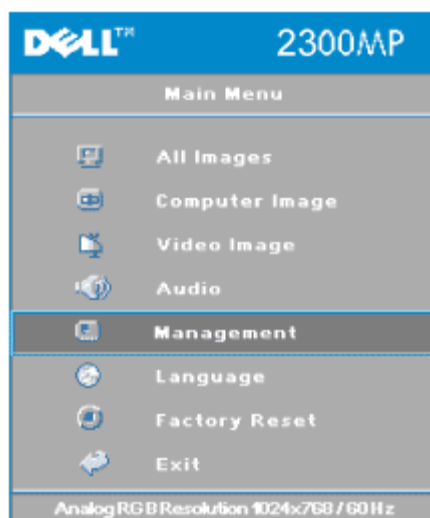 DELL™ 2300MP
Main Menu
All Images
Computer Image
Video Image
Audio
Management
Language
Factory Reset
Exit
Analog RGB Resolution 1024x768 / 60Hz